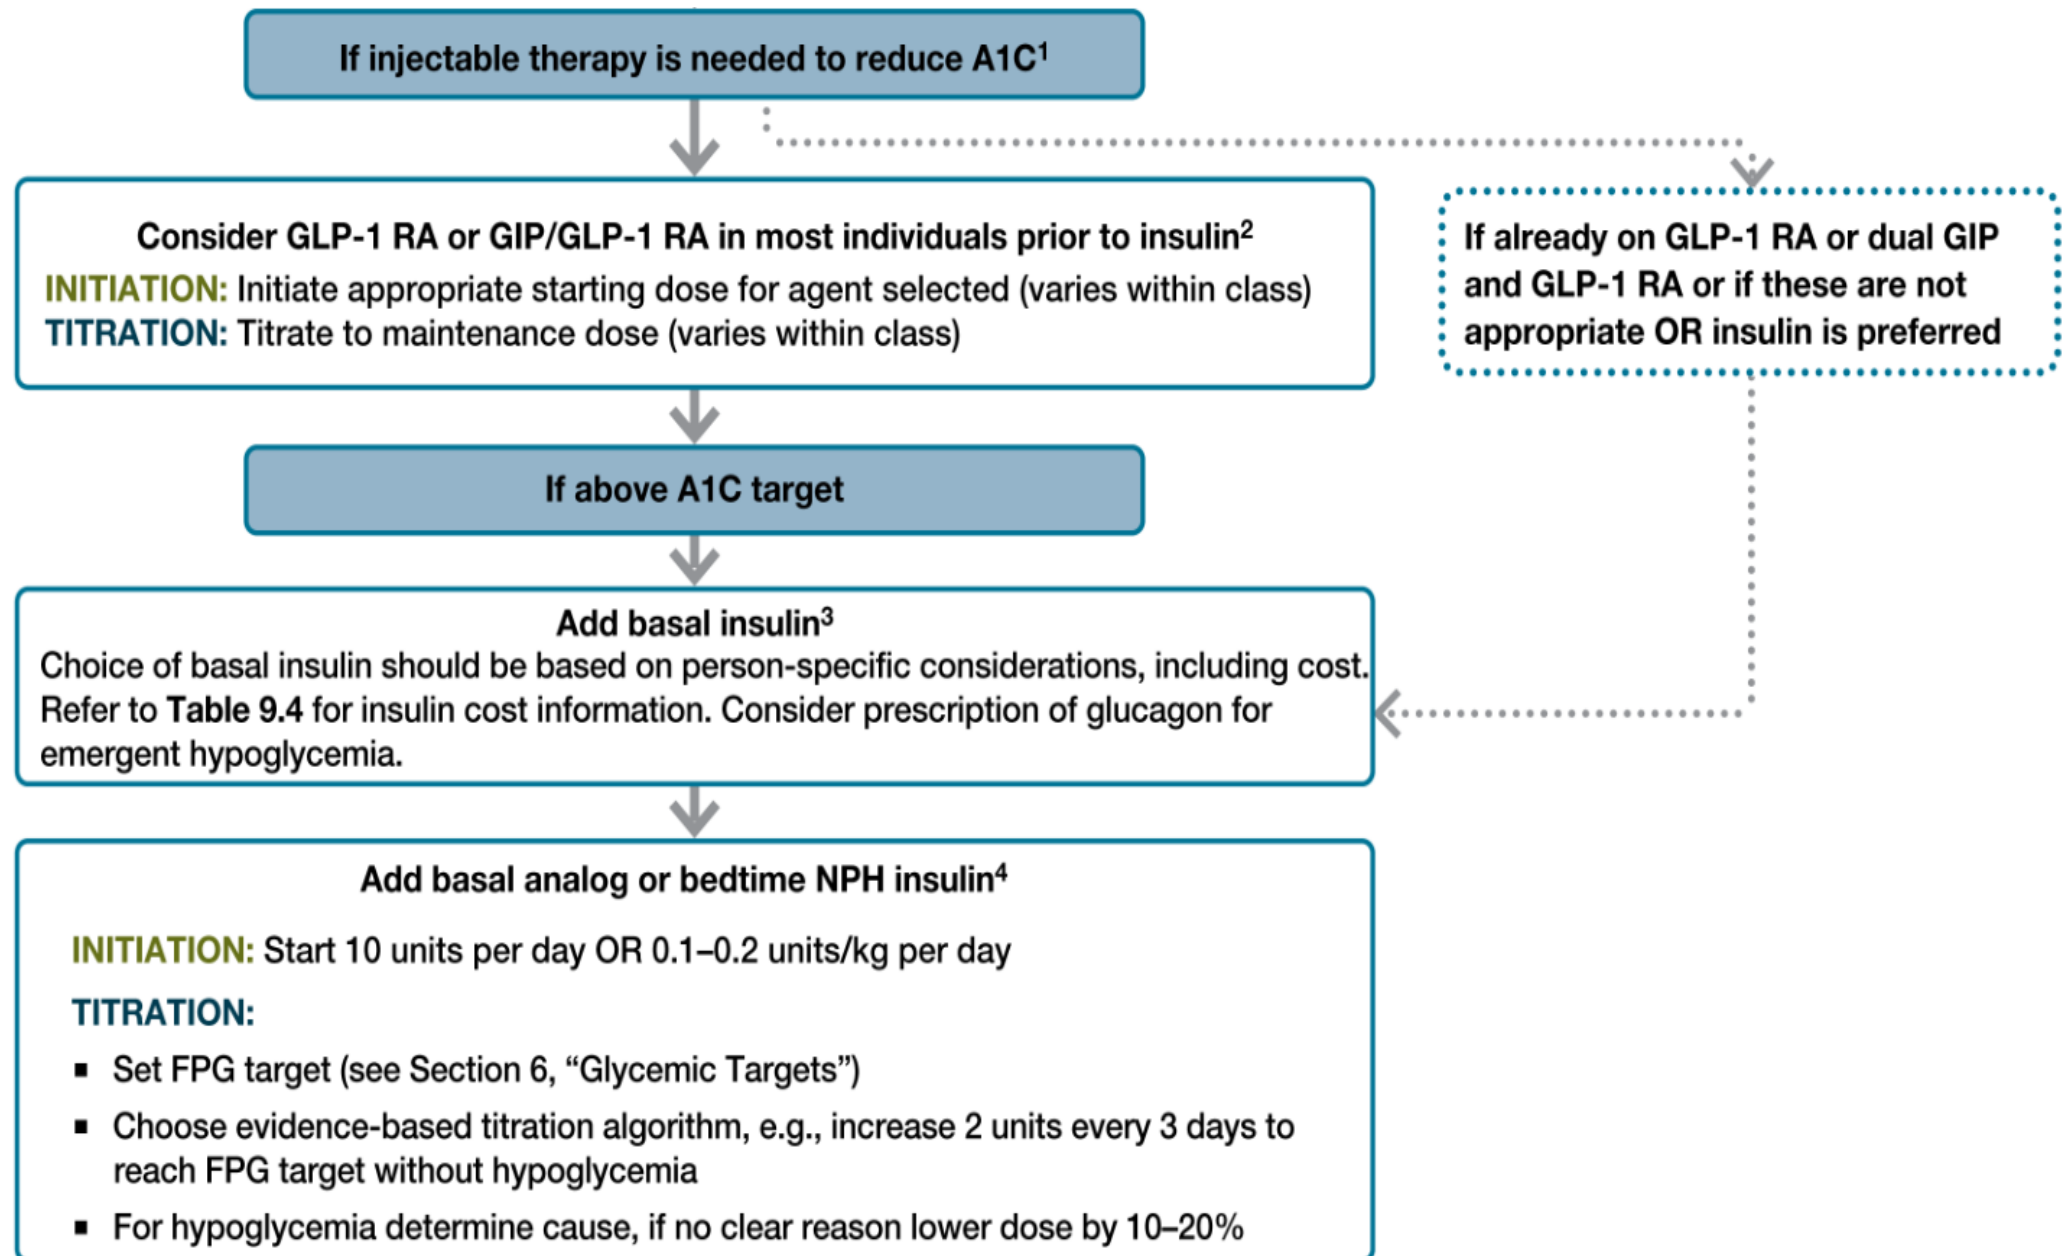 If injectable therapy is needed to reduce A1C¹
Consider GLP-1 RA or GIP/GLP-1 RA in most individuals prior to insulin²
INITIATION: Initiate appropriate starting dose for agent selected (varies within class)
TITRATION: Titrate to maintenance dose (varies within class)
If already on GLP-1 RA or dual GIP
and GLP-1 RA or if these are not
appropriate OR insulin is preferred
If above A1C target
Add basal insulin³
Choice of basal insulin should be based on person-specific considerations, including cost.
Refer to Table 9.4 for insulin cost information. Consider prescription of glucagon for
emergent hypoglycemia.
Add basal analog or bedtime NPH insulin⁴
INITIATION: Start 10 units per day OR 0.1–0.2 units/kg per day
TITRATION:
▪ Set FPG target (see Section 6, “Glycemic Targets”)
▪ Choose evidence-based titration algorithm, e.g., increase 2 units every 3 days to
reach FPG target without hypoglycemia
▪ For hypoglycemia determine cause, if no clear reason lower dose by 10–20%